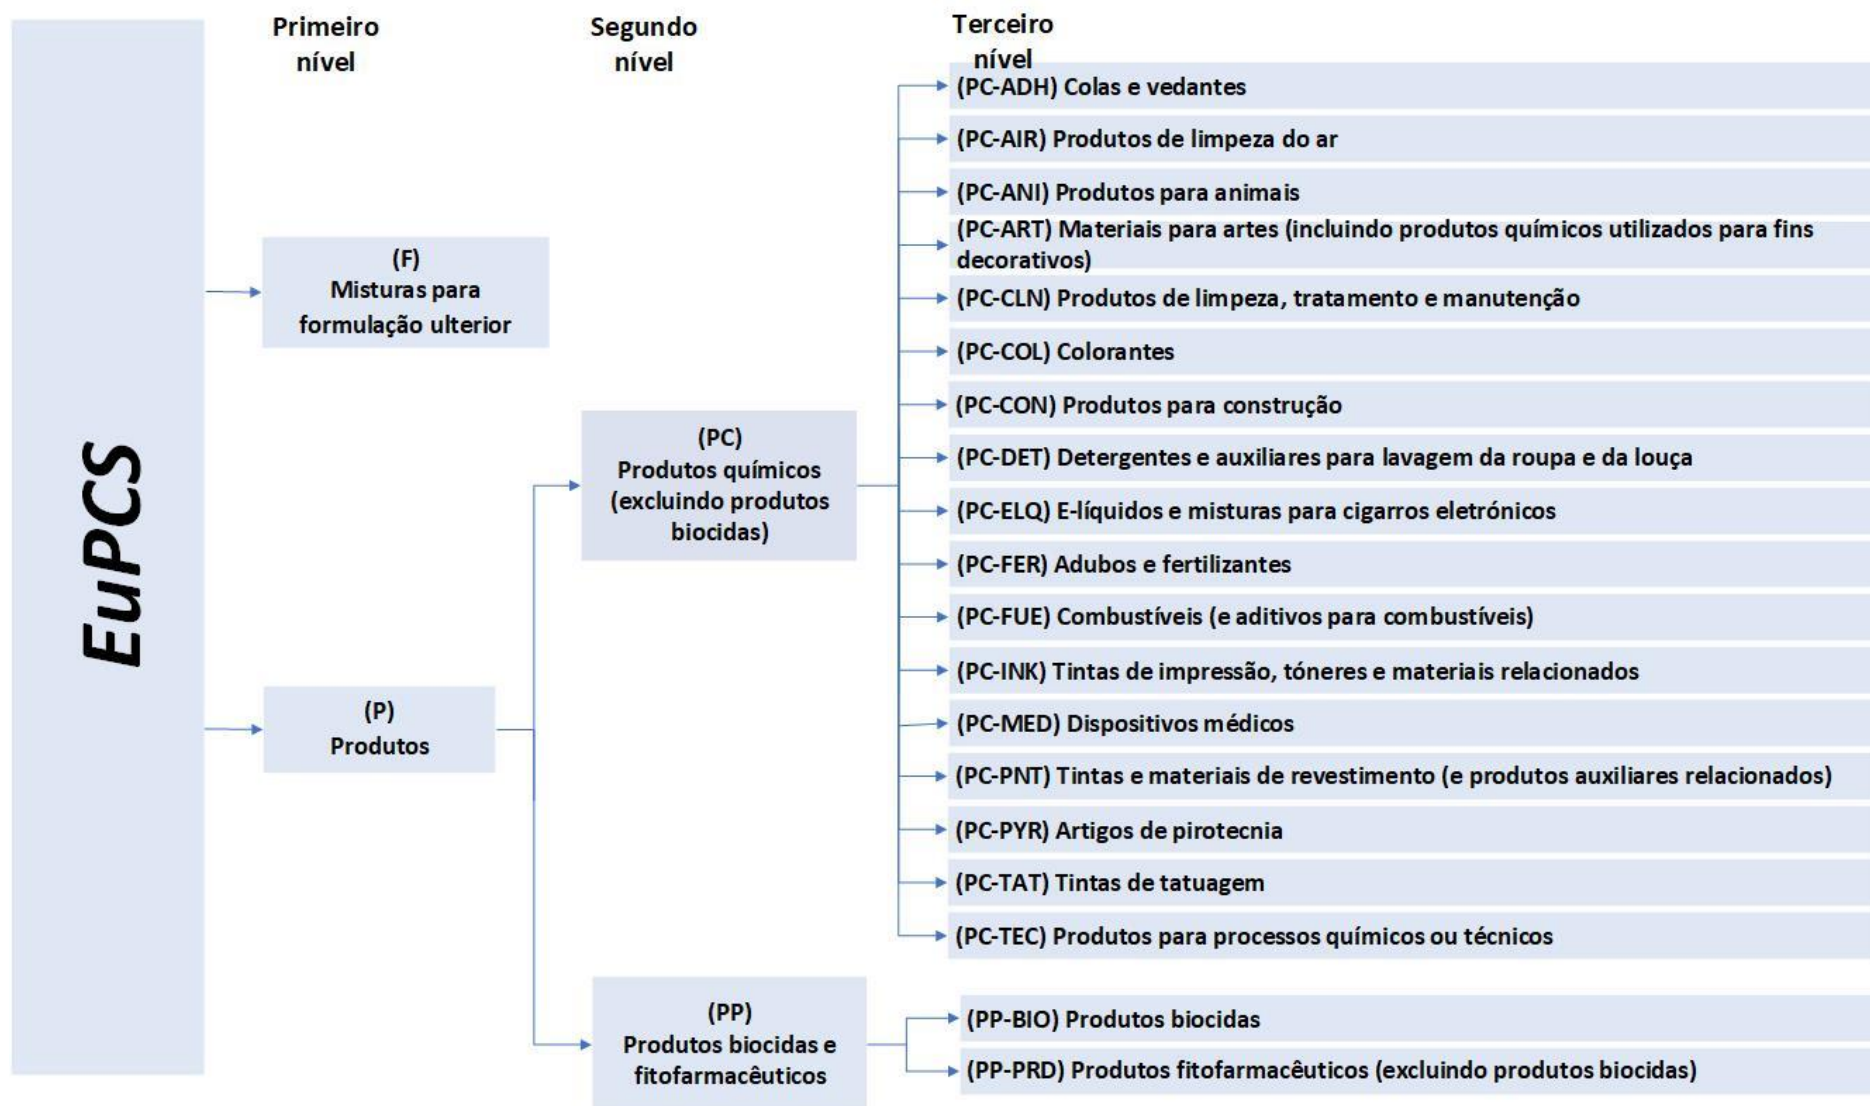 Primeiro
nível
Segundo
nível
Terceiro
nível
EuPCS
(F)
Misturas para
formulação ulterior
(P)
Produtos
(PC)
Produtos químicos
(excluindo produtos
biocidas)
(PC-ADH) Colas e vedantes
(PC-AIR) Produtos de limpeza do ar
(PC-ANI) Produtos para animais
(PC-ART) Materiais para artes (incluindo produtos químicos utilizados para fins
decorativos)
(PC-CLN) Produtos de limpeza, tratamento e manutenção
(PC-COL) Colorantes
(PC-CON) Produtos para construção
(PC-DET) Detergentes e auxiliares para lavagem da roupa e da louça
(PC-ELQ) E-líquidos e misturas para cigarros eletrónicos
(PC-FER) Adubos e fertilizantes
(PC-FUE) Combustíveis (e aditivos para combustíveis)
(PC-INK) Tintas de impressão, tóneres e materiais relacionados
(PC-MED) Dispositivos médicos
(PC-PNT) Tintas e materiais de revestimento (e produtos auxiliares relacionados)
(PC-PYR) Artigos de pirotecnia
(PC-TAT) Tintas de tatuagem
(PC-TEC) Produtos para processos químicos ou técnicos
(PP)
Produtos biocidas e
fitofarmacêuticos
(PP-BIO) Produtos biocidas
(PP-PRD) Produtos fitofarmacêuticos (excluindo produtos biocidas)